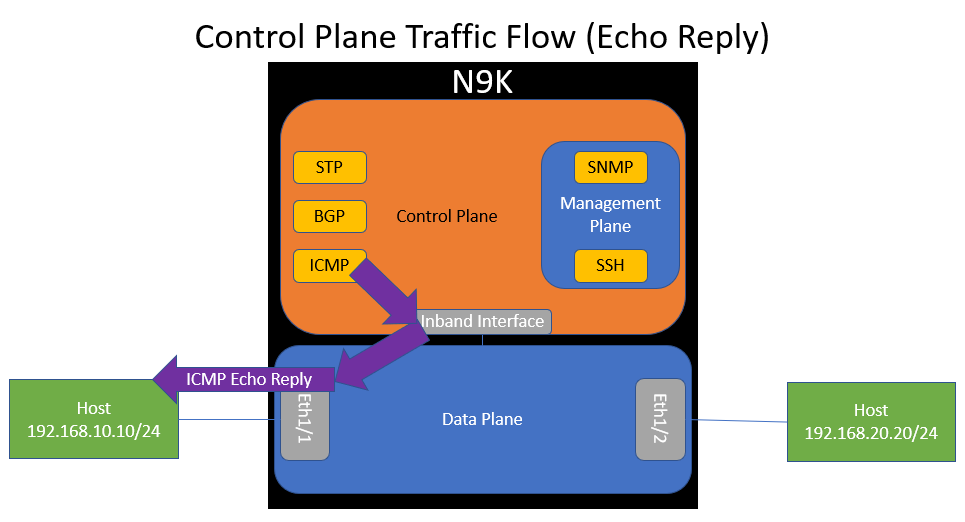 Control Plane Traffic Flow (Echo Reply)
N9K
STP
SNMP
BGP
Control Plane
Management
Plane
ICMP
SSH
Inband Interface
ICMP Echo Reply
Host
192.168.10.10/24
Eth1/1
Data Plane
Eth1/2
Host
192.168.20.20/24